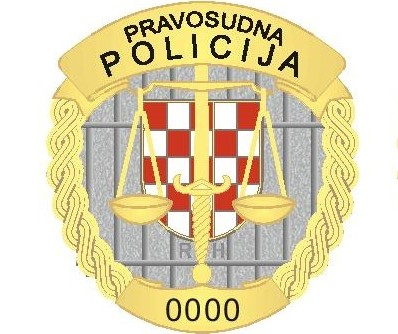 PRAVOSUDNA
POLICIJA
R H
0000